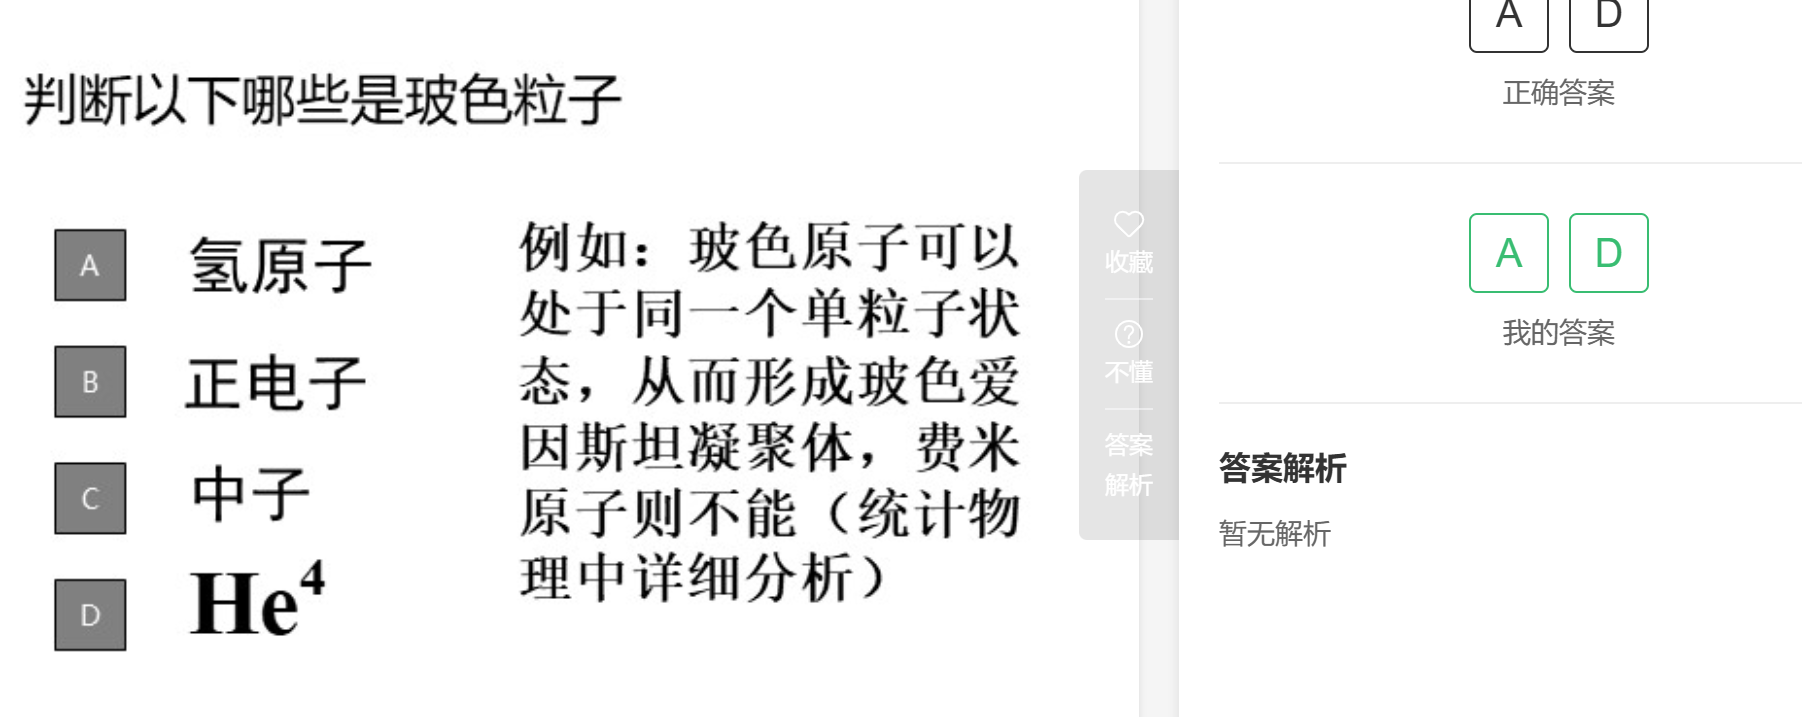 判断以下哪些是玻色粒子
A 氢原子
B 正电子
C 中子
D He⁴
例如：玻色原子可以
处于同一个单粒子状
态，从而形成玻色爱
因斯坦凝聚体，费米
原子则不能（统计物
理中详细分析）
收藏
不懂
答案
解析
A D
正确答案
A D
我的答案
答案解析
暂无解析